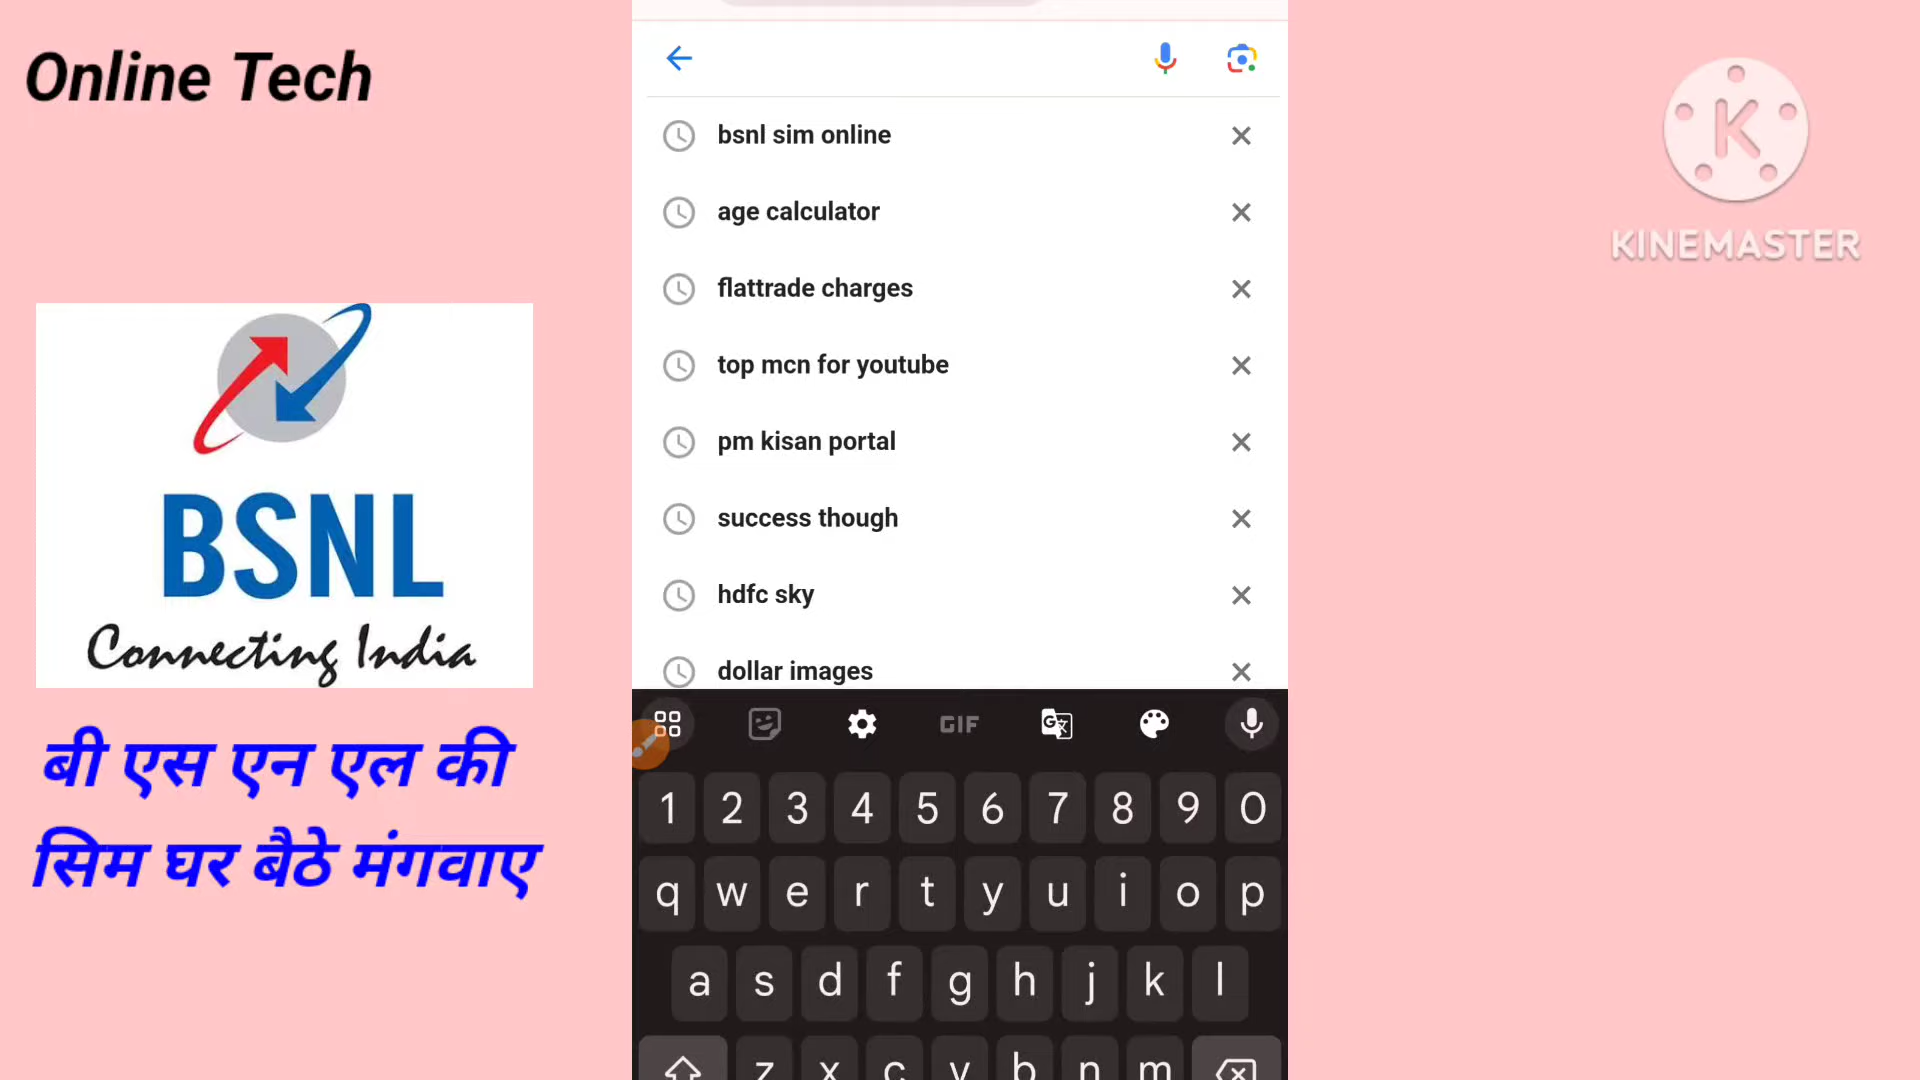 Online Tech
BSNL
Connecting India
बी एस एन एल की
सिम घर बैठे मंगवाए
bsnl sim online
age calculator
flattrade charges
top mcn for youtube
pm kisan portal
success though
hdfc sky
dollar images
GIF
1 2 3 4 5 6 7 8 9 0
q w e r t y u i o p
a s d f g h j k l
z x c v b n m
K
KINEMASTER